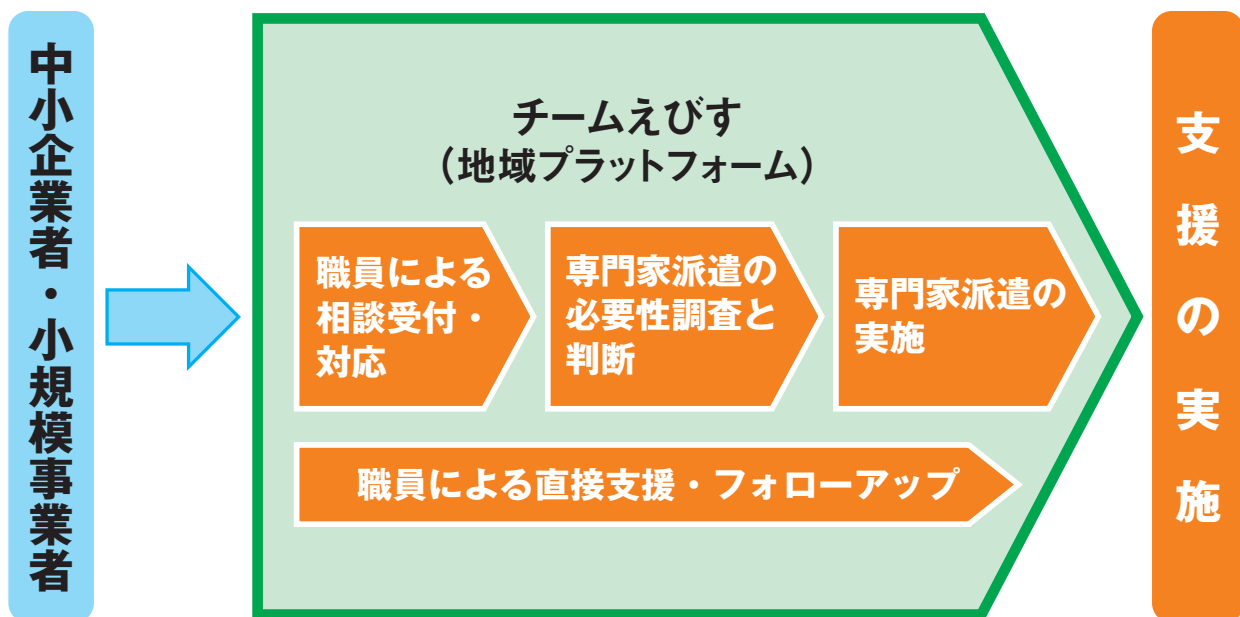 中小企業者・小規模事業者
チームえびす
（地域プラットフォーム）
職員による
相談受付・
対応
専門家派遣の
必要性調査と
判断
専門家派遣の
実施
職員による直接支援・フォローアップ
支援の実施